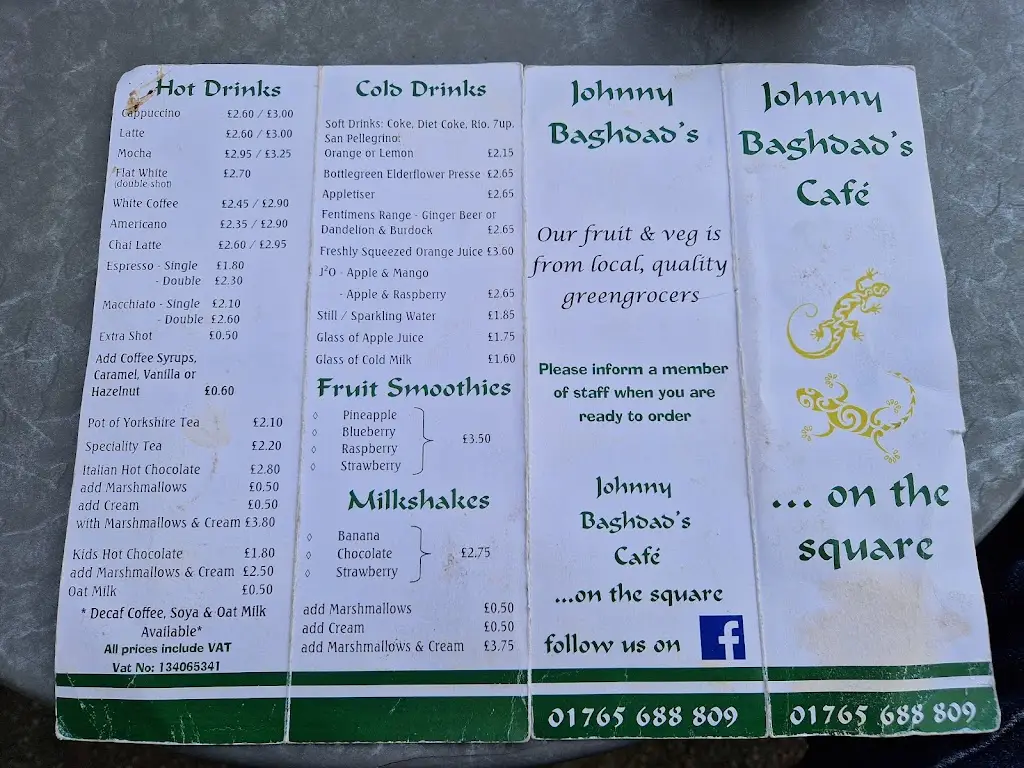 Hot Drinks
Cappuccino £2.60 / £3.00
Latte £2.60 / £3.00
Mocha £2.95 / £3.25
Flat White £2.70
(double shot)
White Coffee £2.45 / £2.90
Americano £2.35 / £2.90
Chai Latte £2.60 / £2.95
Espresso - Single £1.80
- Double £2.30
Macchiato - Single £2.10
- Double £2.60
Extra Shot £0.50
Add Coffee Syrups,
Caramel, Vanilla or
Hazelnut £0.60
Pot of Yorkshire Tea £2.10
Speciality Tea £2.20
Italian Hot Chocolate £2.80
add Marshmallows £0.50
add Cream £0.50
with Marshmallows & Cream £3.80
Kids Hot Chocolate £1.80
add Marshmallows & Cream £2.50
Oat Milk £0.50
* Decaf Coffee, Soya & Oat Milk
Available*
All prices include VAT
Vat No: 134065341
Cold Drinks
Soft Drinks: Coke, Diet Coke, Rio, 7up,
San Pellegrino:
Orange or Lemon £2.15
Bottlegreen Elderflower Presse £2.65
Appletiser £2.65
Fentimens Range - Ginger Beer or
Dandelion & Burdock £2.65
Freshly Squeezed Orange Juice £3.60
J²O - Apple & Mango
- Apple & Raspberry £2.65
Still / Sparkling Water £1.85
Glass of Apple Juice £1.75
Glass of Cold Milk £1.60
Fruit Smoothies
◊ Pineapple
◊ Blueberry
£3.50
◊ Raspberry
◊ Strawberry
Milkshakes
◊ Banana
◊ Chocolate £2.75
◊ Strawberry
add Marshmallows £0.50
add Cream £0.50
add Marshmallows & Cream £3.75
Johnny
Baghdad's
Our fruit & veg is
from local, quality
greengrocers
Please inform a member
of staff when you are
ready to order
Johnny
Baghdad's
Café
...on the square
follow us on f
01765 688 809
Johnny
Baghdad's
Café
... on the
square
01765 688 809